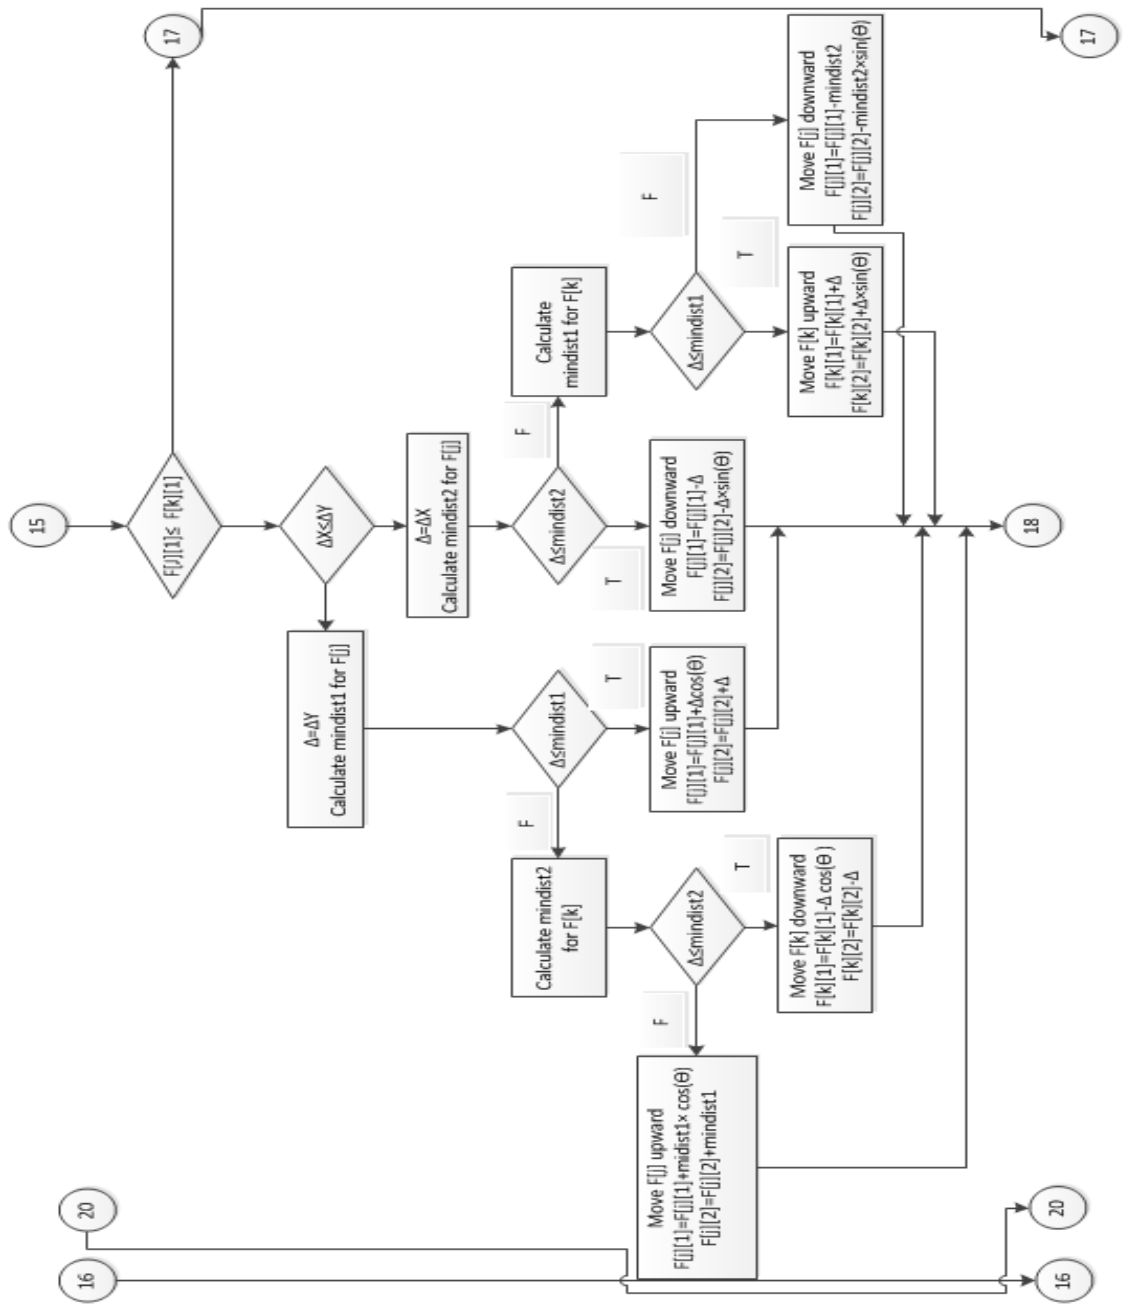 17
17
15
F[J][1]≤ F[k][1]
ΔX≤ΔY
Δ=ΔY
Calculate mindist1 for F[j]
Δ=ΔX
Calculate mindist2 for F[j]
Δ≤mindist1
T
F
Δ≤mindist2
T
F
Calculate
mindist1 for F[k]
Calculate mindist2
for F[k]
Move F[j] upward
F[j][1]=F[j][1]+Δcos(Θ)
F[j][2]=F[j][2]+Δ
Move F[j] downward
F[j][1]=F[j][1]-Δ
F[j][2]=F[j][2]-Δ×sin(Θ)
Δ≤mindist1
T
F
Δ≤mindist2
T
F
Move F[j] upward
F[j][1]=F[j][1]+midist1× cos(Θ)
F[j][2]=F[j][2]+mindist1
Move F[k] downward
F[k][1]=F[k][1]-Δ cos(Θ)
F[k][2]=F[k][2]-Δ
Move F[k] upward
F[k][1]=F[k][1]+Δ
F[k][2]=F[k][2]+Δ×sin(Θ)
Move F[j] downward
F[j][1]=F[j][1]-mindist2
F[j][2]=F[j][2]-mindist2×sin(Θ)
18
20
16
20
16